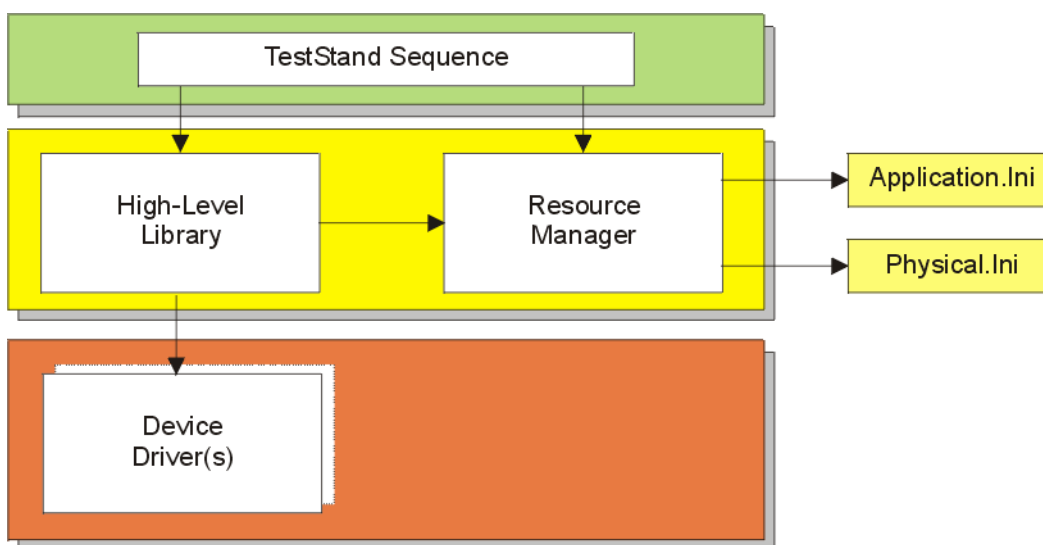 TestStand Sequence
High-Level
Library
Resource
Manager
Application.Ini
Physical.Ini
Device
Driver(s)